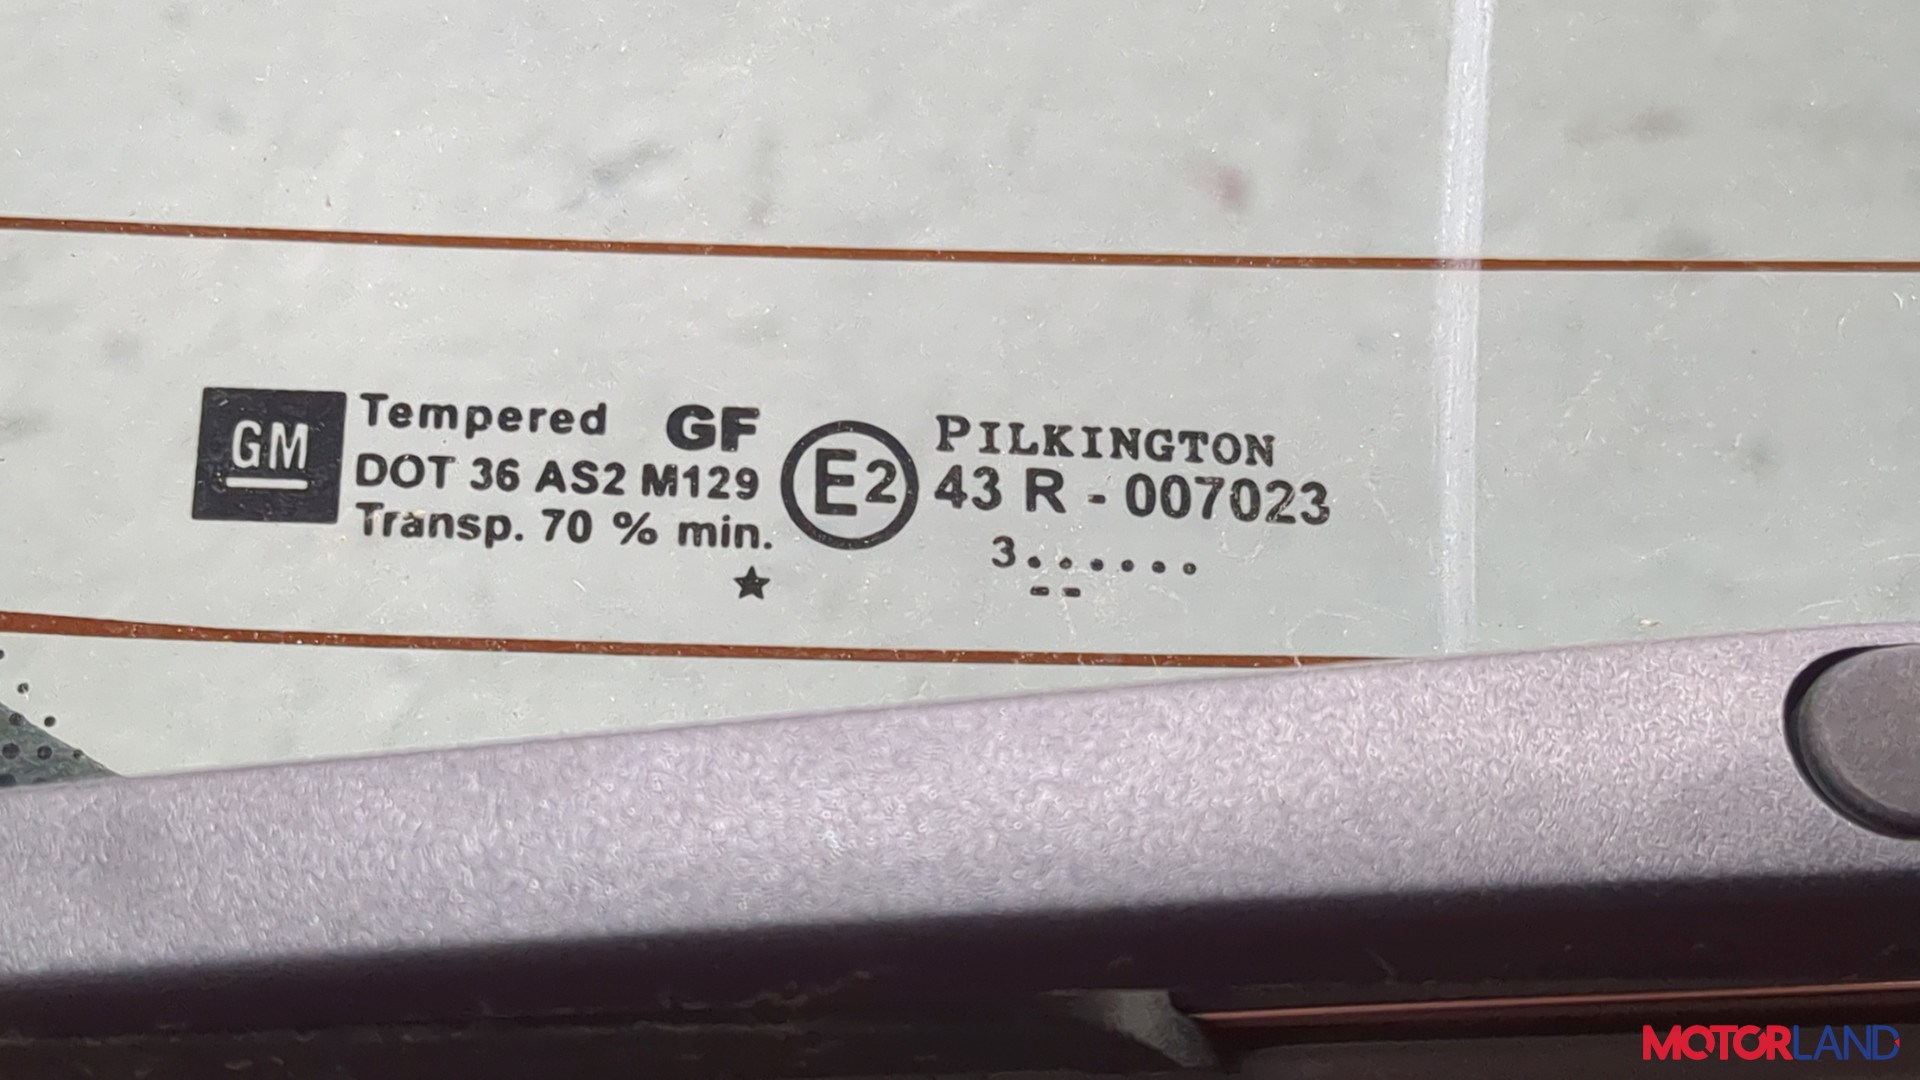 GM
Tempered GF
DOT 36 AS2 M129
Transp. 70 % min.
E2
PILKINGTON
43 R - 007023
3......
MOTORLAND